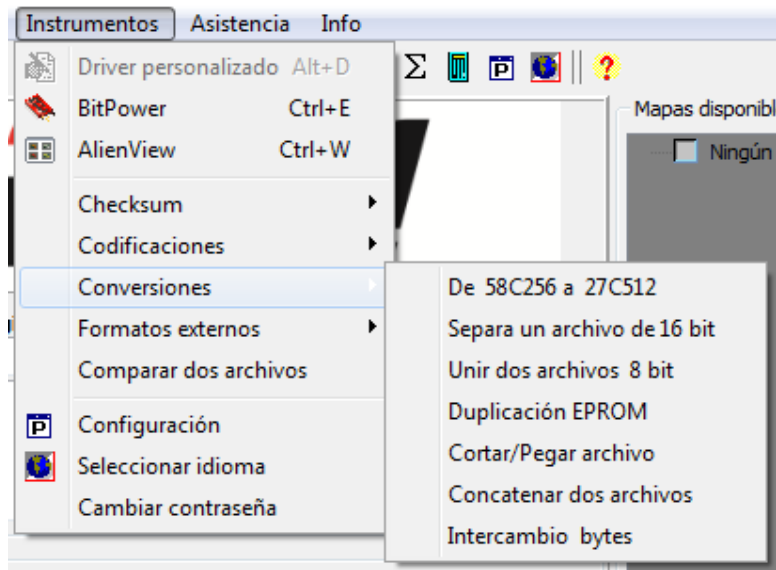 Instrumentos Asistencia Info
Driver personalizado Alt+D
BitPower Ctrl+E
AlienView Ctrl+W
Checksum
Codificaciones
Conversiones
Formatos externos
Comparar dos archivos
Configuración
Seleccionar idioma
Cambiar contraseña
De 58C256 a 27C512
Separa un archivo de 16 bit
Unir dos archivos 8 bit
Duplicación EPROM
Cortar/Pegar archivo
Concatenar dos archivos
Intercambio bytes
Σ P ?
Mapas disponibl
Ningún